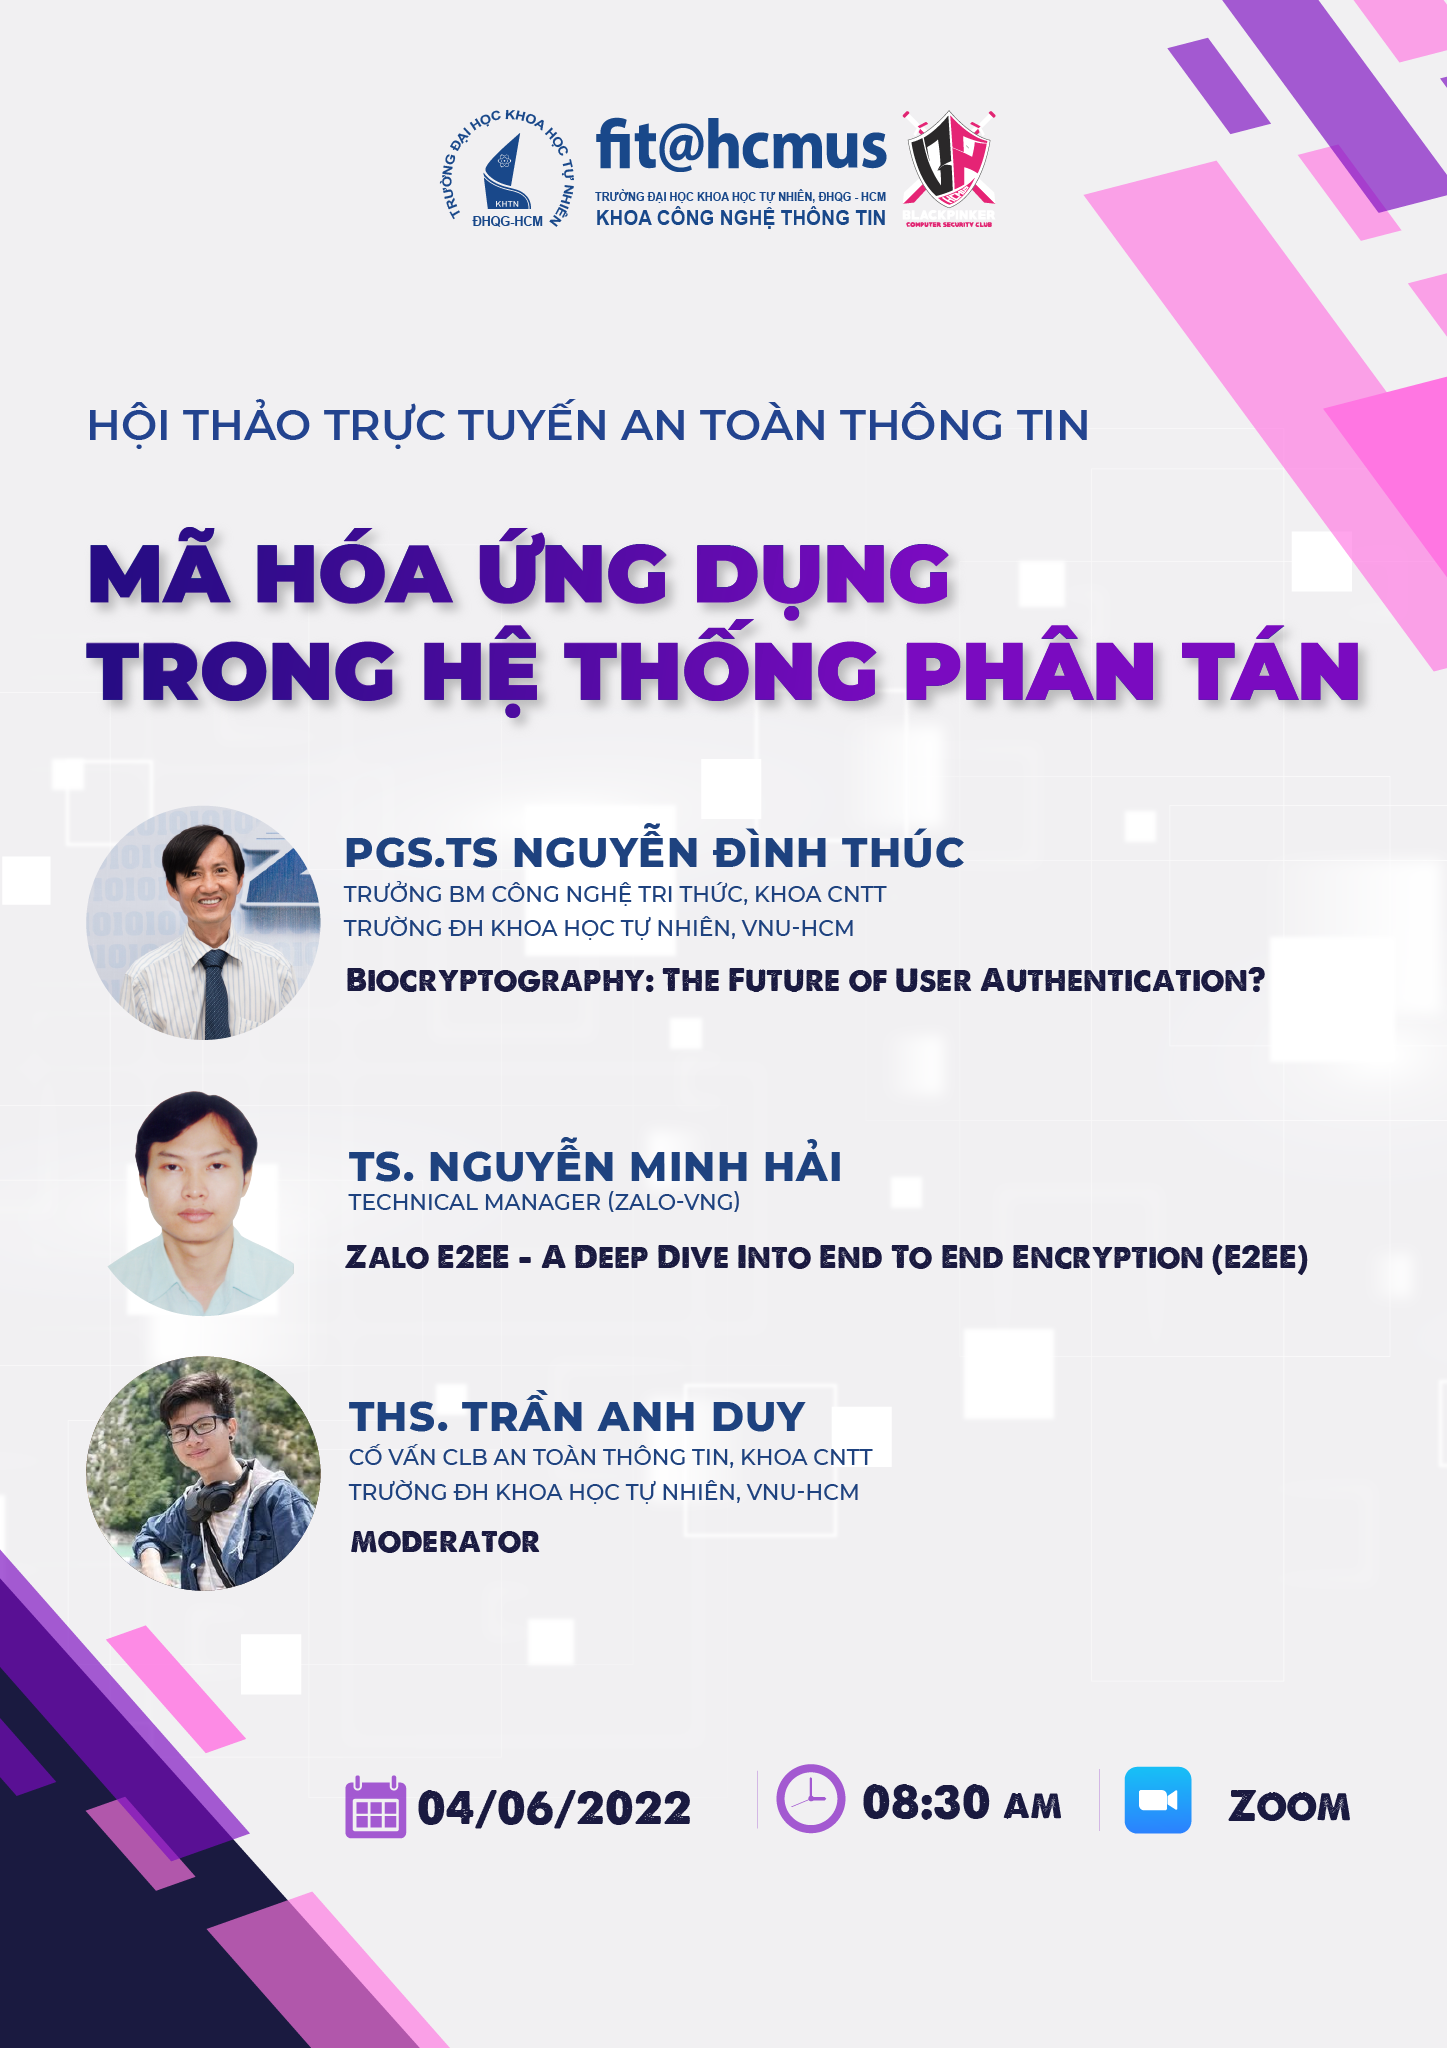 TRƯỜNG ĐẠI HỌC KHOA HỌC TỰ NHIÊN
KHTN
ĐHQG-HCM
fit@hcmus
TRƯỜNG ĐẠI HỌC KHOA HỌC TỰ NHIÊN, ĐHQG - HCM
KHOA CÔNG NGHỆ THÔNG TIN
HCMUS
BLACKPINKER
COMPUTER SECURITY CLUB
HỘI THẢO TRỰC TUYẾN AN TOÀN THÔNG TIN
MÃ HÓA ỨNG DỤNG
TRONG HỆ THỐNG PHÂN TÁN
PGS.TS NGUYỄN ĐÌNH THÚC
TRƯỞNG BM CÔNG NGHỆ TRI THỨC, KHOA CNTT
TRƯỜNG ĐH KHOA HỌC TỰ NHIÊN, VNU-HCM
BIOCRYPTOGRAPHY: THE FUTURE OF USER AUTHENTICATION?
TS. NGUYỄN MINH HẢI
TECHNICAL MANAGER (ZALO-VNG)
ZALO E2EE - A DEEP DIVE INTO END TO END ENCRYPTION (E2EE)
THS. TRẦN ANH DUY
CỐ VẤN CLB AN TOÀN THÔNG TIN, KHOA CNTT
TRƯỜNG ĐH KHOA HỌC TỰ NHIÊN, VNU-HCM
MODERATOR
04/06/2022
08:30 AM
ZOOM